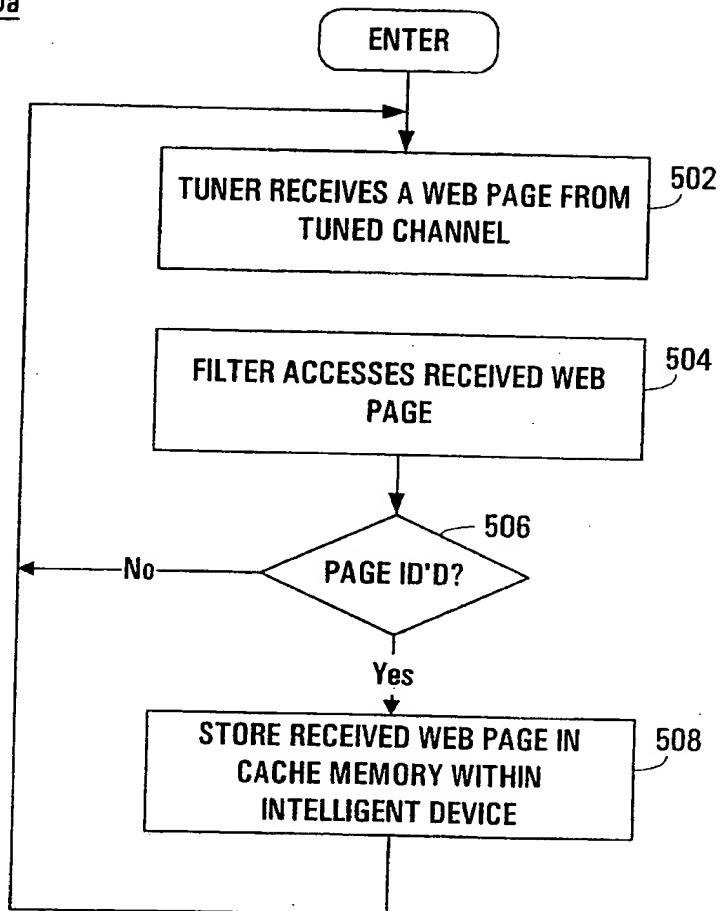 ENTER
TUNER RECEIVES A WEB PAGE FROM
TUNED CHANNEL
502
FILTER ACCESSES RECEIVED WEB
PAGE
504
506
PAGE ID'D?
No
Yes
STORE RECEIVED WEB PAGE IN
CACHE MEMORY WITHIN
INTELLIGENT DEVICE
508